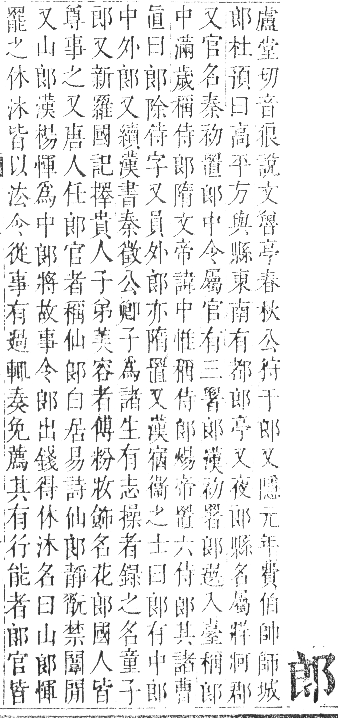 郎
盧堂切音狼說文魯亭春秋公狩于郎又隱元年費伯帥師城
郎杜預曰高平方與縣東南有都郎亭又夜郎縣名屬牂牁郡
又官名秦初置郎中令屬官有三署郎漢初署郎選入臺稱郎
中滿歲稱侍郎隋文帝諱中惟稱侍郎煬帝置六侍郎其諸曹
直曰郎除侍字又員外郎亦隋置又漢宿衞之士曰郎有中郎
中外郎又續漢書秦徵公卿子為諸生有志操者錄之名童子
郎又新羅國記擇貴人子弟美容者傅粉妝飾名花郎國人皆
尊事之又唐人任郎官者稱仙郎白居易詩仙郎靜翫禁闈開
又山郎漢楊惲為中郎將故事令郎出錢得休沐名曰山郎惲
罷之休沐皆以法令從事有過輒奏免薦其有行能者郎官皆